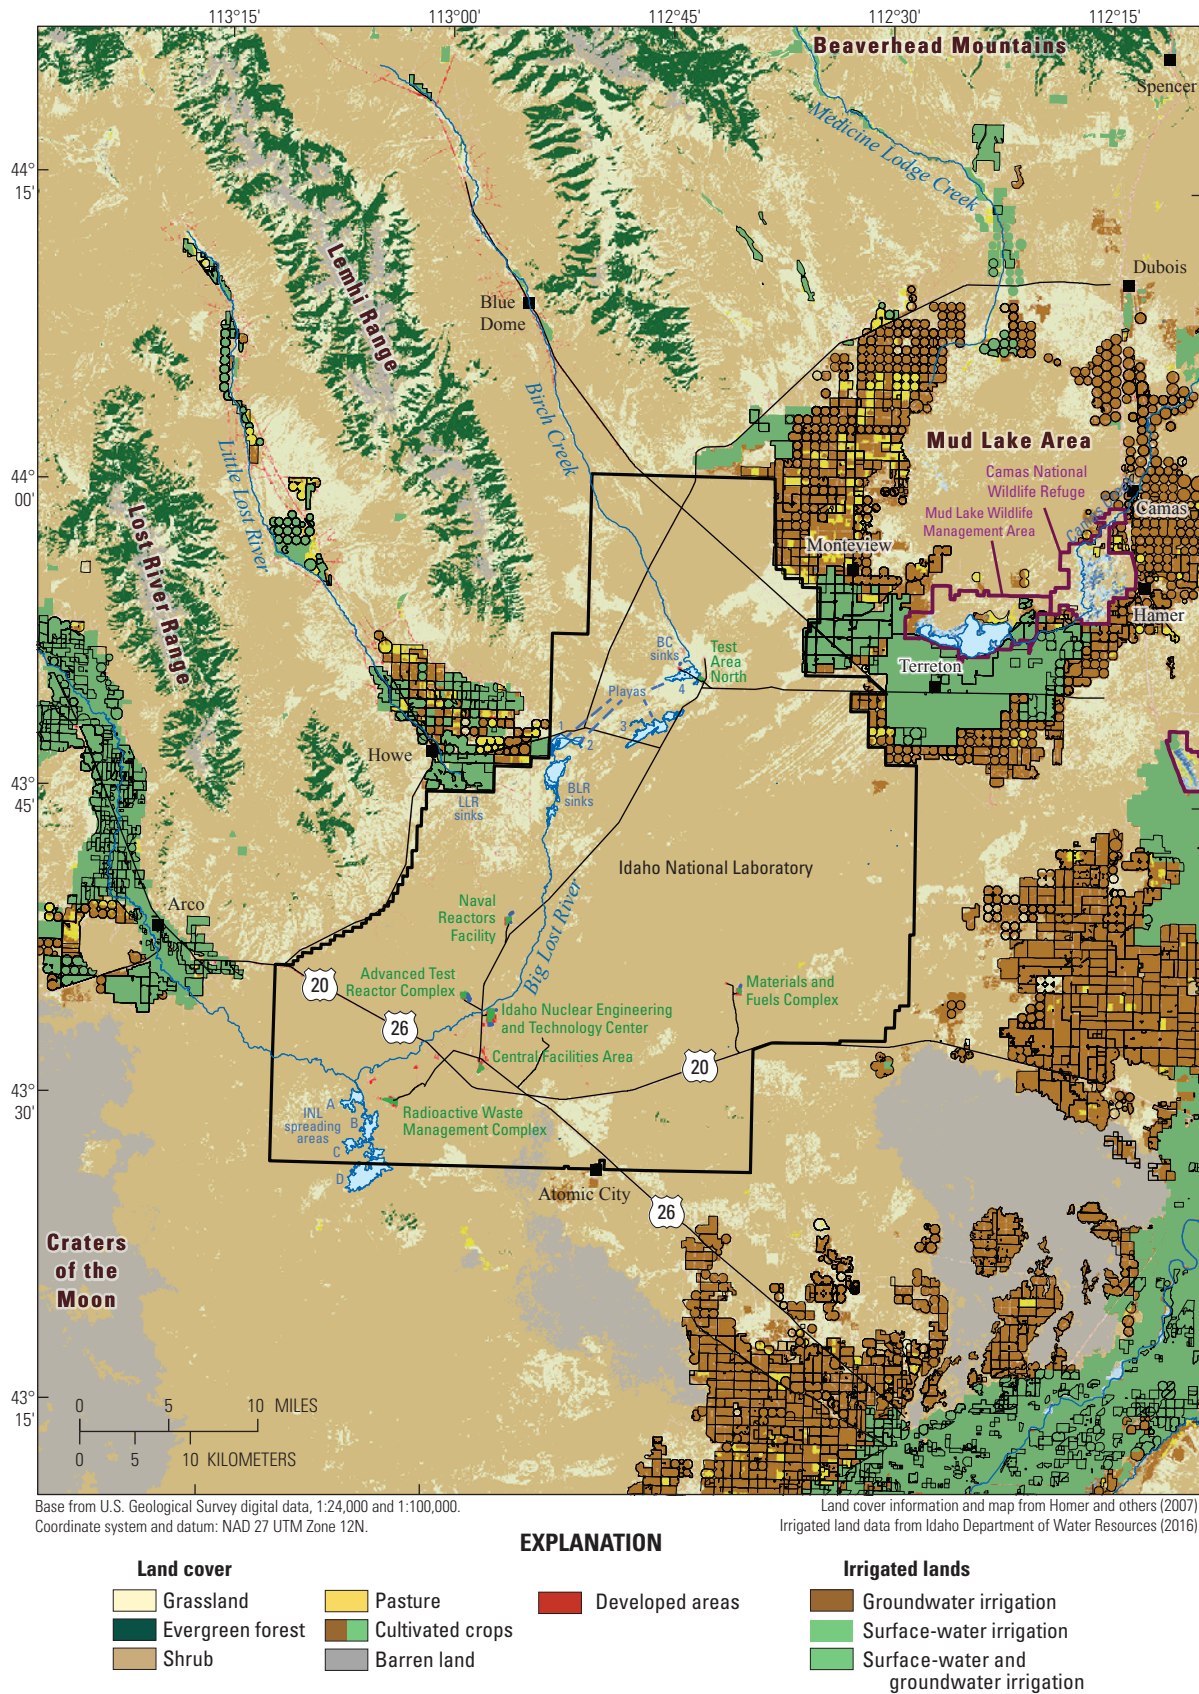 113°15'
113°00'
112°45'
112°30'
112°15'
Beaverhead Mountains
Spencer
Medicine Lodge Creek
44°
15'
Lemhi Range
Dubois
Blue
Dome
Birch Creek
Little Lost River
Mud Lake Area
Camas National
Wildlife Refuge
Mud Lake Wildlife
Management Area
44°
00'
Lost River Range
Camas
Monteview
Hamer
BC
sinks
Test
Area
North
Terreton
Playas
4
3
1
2
Howe
43°
45'
LLR
sinks
BLR
sinks
Idaho National Laboratory
Naval
Reactors
Facility
Arco
Big Lost River
Advanced Test
Reactor Complex
20
Materials and
Fuels Complex
Idaho Nuclear Engineering
and Technology Center
26
Central Facilities Area
20
43°
30'
A
INL
spreading
areas
B
C
D
Radioactive Waste
Management Complex
Atomic City
26
Craters
of the
Moon
43°
15'
0 5 10 MILES
0 5 10 KILOMETERS
Base from U.S. Geological Survey digital data, 1:24,000 and 1:100,000.
Coordinate system and datum: NAD 27 UTM Zone 12N.
Land cover information and map from Homer and others (2007)
Irrigated land data from Idaho Department of Water Resources (2016)
EXPLANATION
Land cover
Grassland
Evergreen forest
Shrub
Pasture
Cultivated crops
Barren land
Developed areas
Irrigated lands
Groundwater irrigation
Surface-water irrigation
Surface-water and
groundwater irrigation